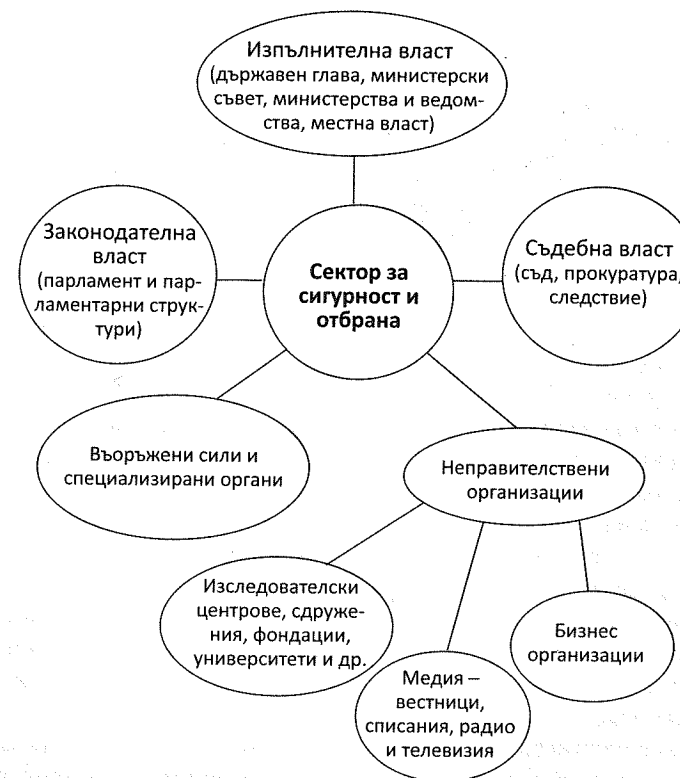 Изпълнителна власт
(държавен глава, министерски
съвет, министерства и ведом-
ства, местна власт)
Законодателна
власт
(парламент и пар-
ламентарни струк-
тури)
Сектор за
сигурност и
отбрана
Съдебна власт
(съд, прокуратура,
следствие)
Въоръжени сили и
специализирани органи
Неправителствени
организации
Изследователски
центрове, сдруже-
ния, фондации,
университети и др.
Медия –
вестници,
списания, радио
и телевизия
Бизнес
организации